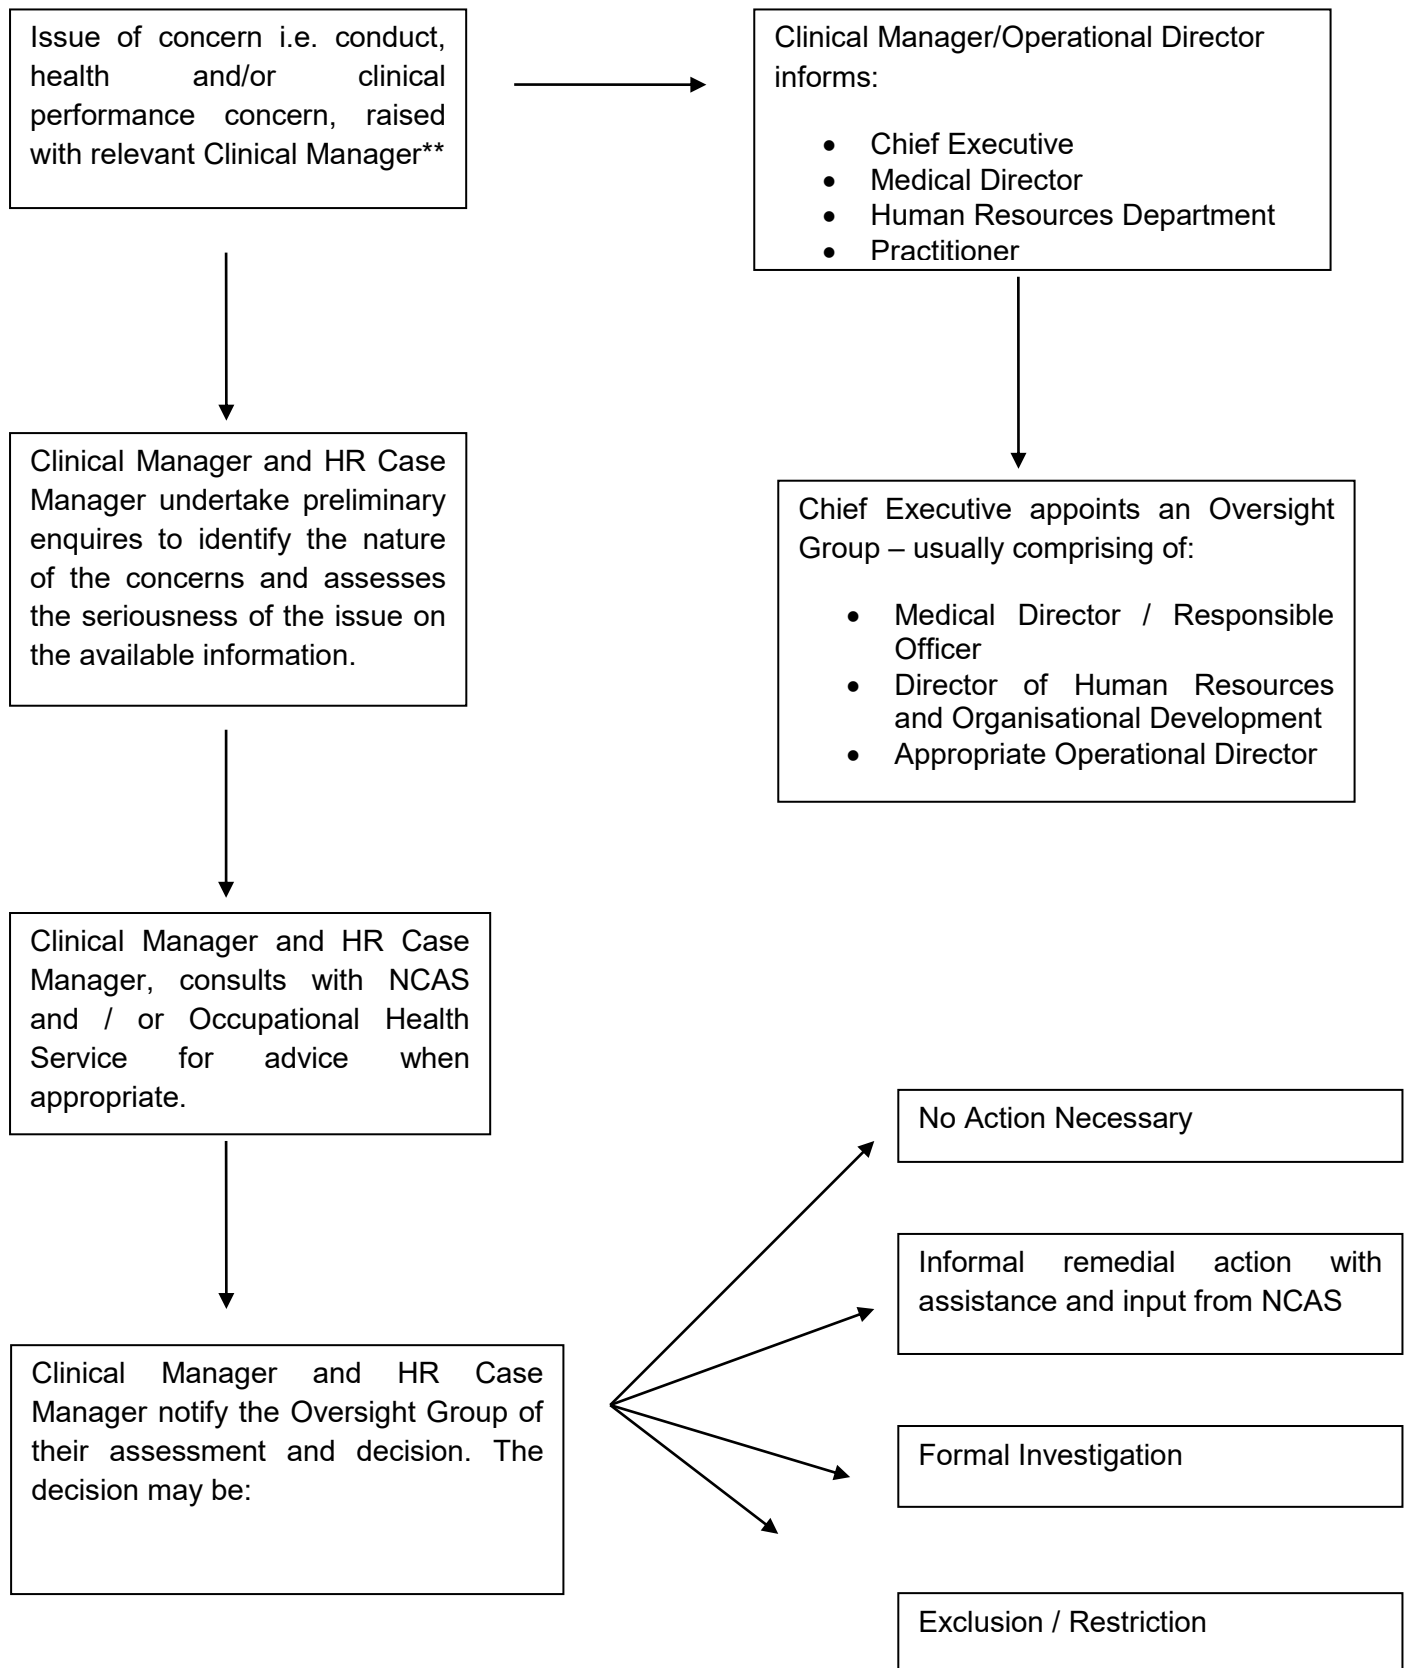 Issue of concern i.e. conduct,
health and/or clinical
performance concern, raised
with relevant Clinical Manager**
Clinical Manager/Operational Director
informs:
• Chief Executive
• Medical Director
• Human Resources Department
• Practitioner
Clinical Manager and HR Case
Manager undertake preliminary
enquires to identify the nature
of the concerns and assesses
the seriousness of the issue on
the available information.
Chief Executive appoints an Oversight
Group – usually comprising of:
• Medical Director / Responsible
Officer
• Director of Human Resources
and Organisational Development
• Appropriate Operational Director
Clinical Manager and HR Case
Manager, consults with NCAS
and / or Occupational Health
Service for advice when
appropriate.
Clinical Manager and HR Case
Manager notify the Oversight Group of
their assessment and decision. The
decision may be:
No Action Necessary
Informal remedial action with
assistance and input from NCAS
Formal Investigation
Exclusion / Restriction